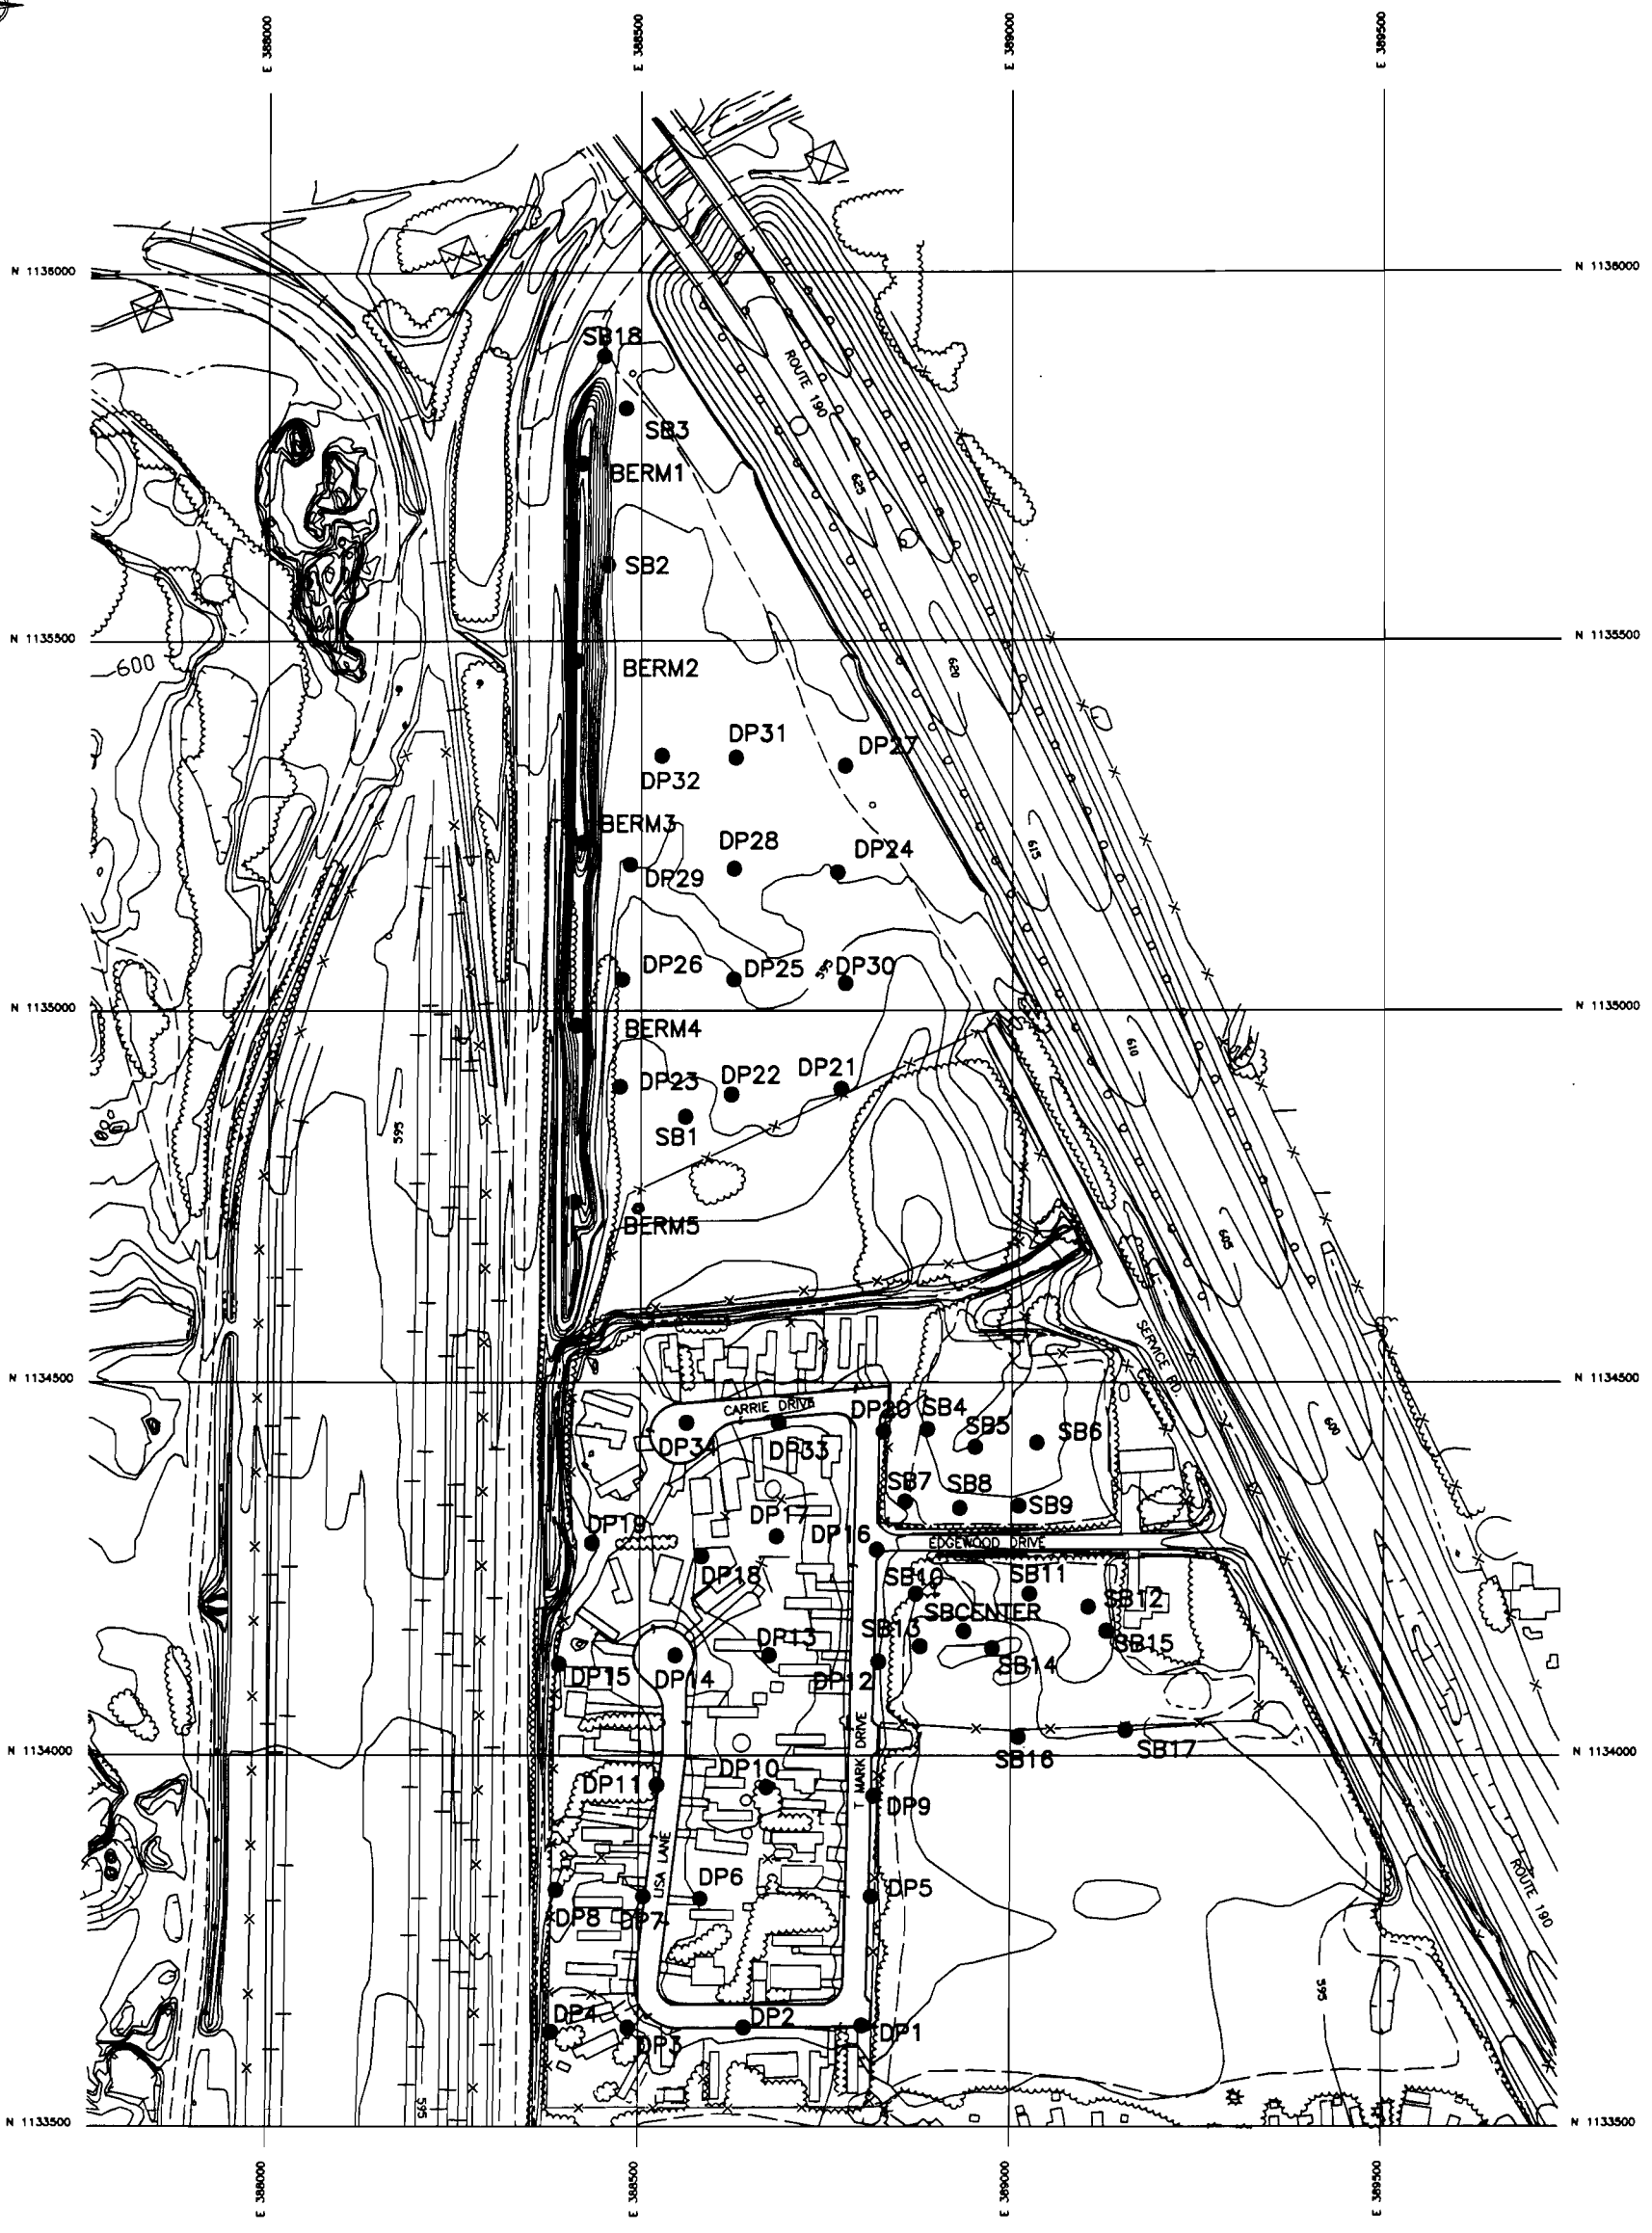 E 388000
E 388500
E 389000
E 389500
N 1136000
N 1136000
SB18
ROUTE 190
SB3
BERM1
625
SB2
N 1135500
N 1135500
600
BERM2
620
DP31
DP27
DP32
BERM3
DP28
DP24
615
DP29
DP26
DP25
595
DP30
N 1135000
N 1135000
BERM4
610
DP23
DP22
DP21
595
SB1
BERM5
605
SERVICE RD.
N 1134500
N 1134500
CARRIE DRIVE
DP20
SB4
600
DP34
DP33
SB5
SB6
SB7
SB8
SB9
DP19
DP17
DP16
EDGEWOOD DRIVE
DP18
SB10
SB11
SBCENTER
SB12
SB13
DP13
SB15
DP15
DP14
DP12
SB14
T MARK DRIVE
SB16
SB17
N 1134000
N 1134000
DP11
DP10
DP9
LISA LANE
DP6
DP5
DP8
DP7
ROUTE 190
595
DP4
DP3
DP2
DP1
595
N 1133500
N 1133500
E 388000
E 388500
E 389000
E 389500